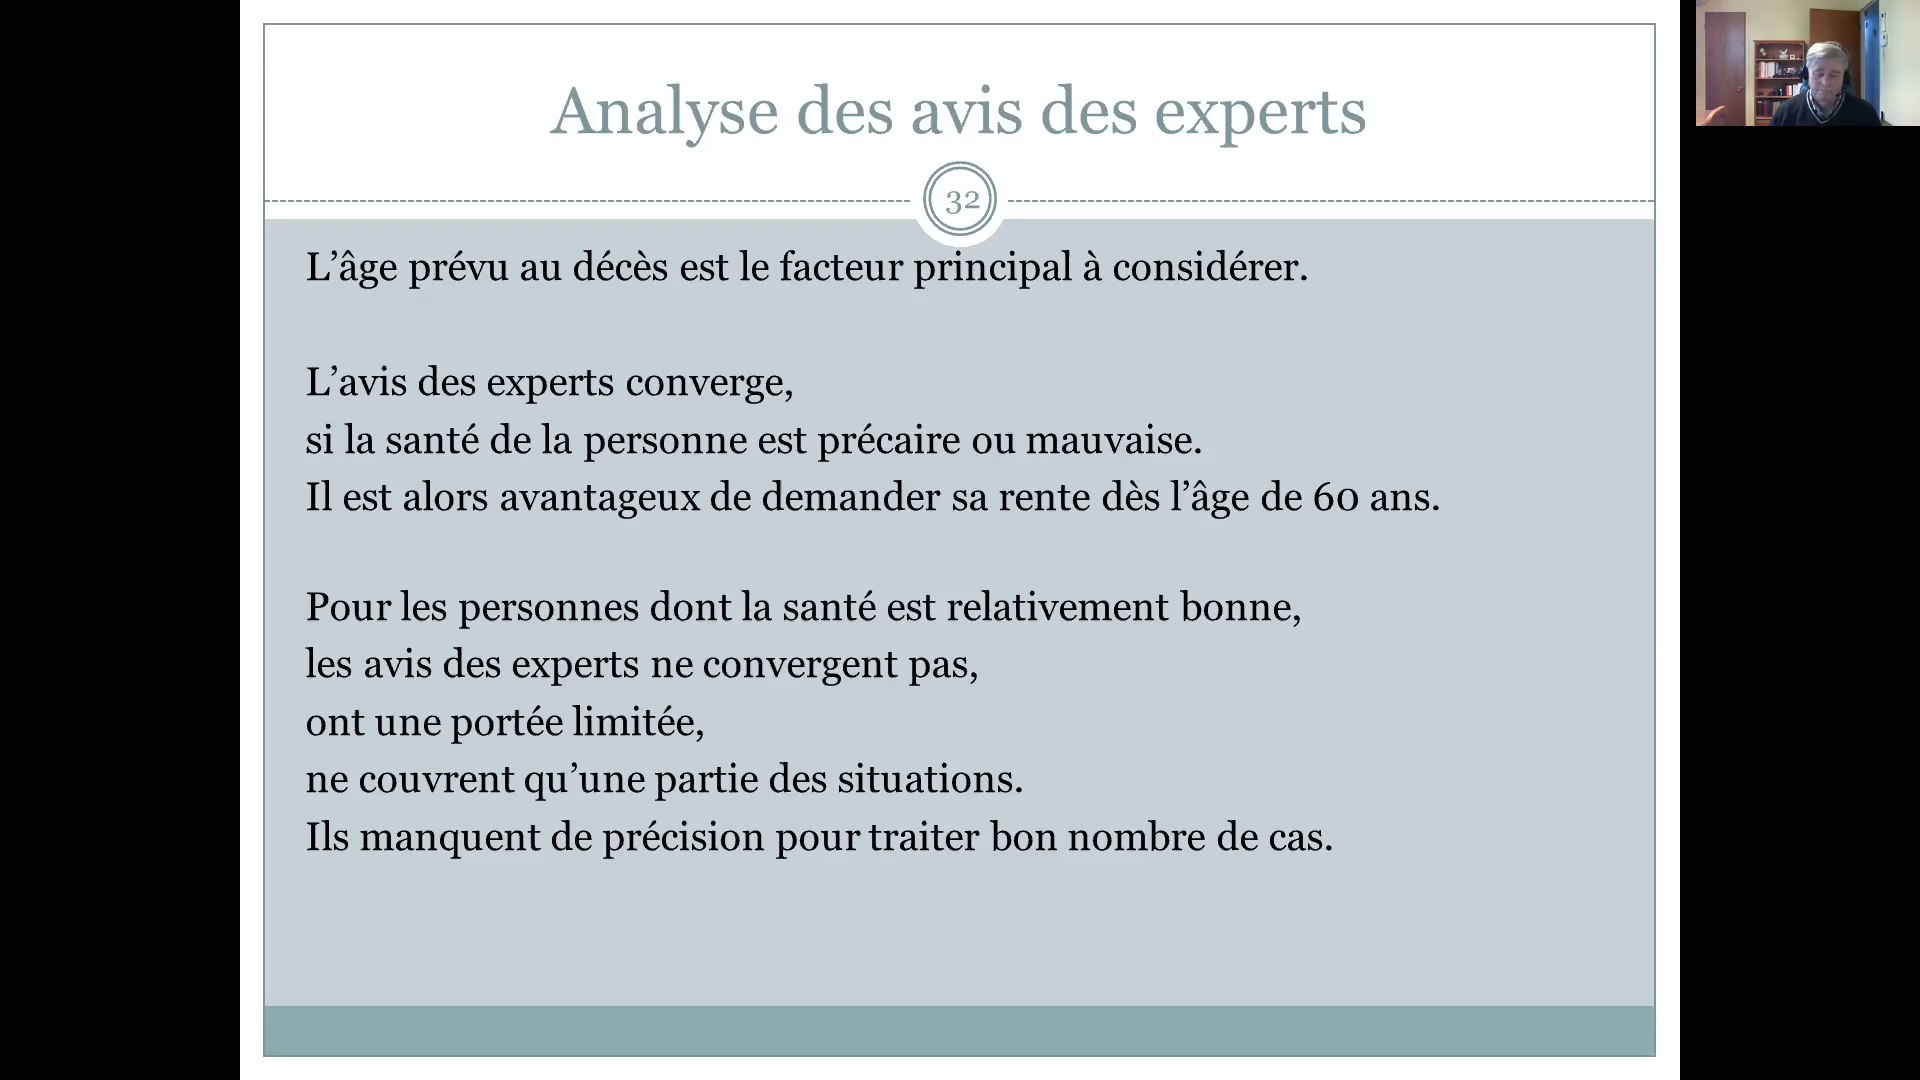 Analyse des avis des experts
32
L’âge prévu au décès est le facteur principal à considérer.
L’avis des experts converge,
si la santé de la personne est précaire ou mauvaise.
Il est alors avantageux de demander sa rente dès l’âge de 60 ans.
Pour les personnes dont la santé est relativement bonne,
les avis des experts ne convergent pas,
ont une portée limitée,
ne couvrent qu’une partie des situations.
Ils manquent de précision pour traiter bon nombre de cas.